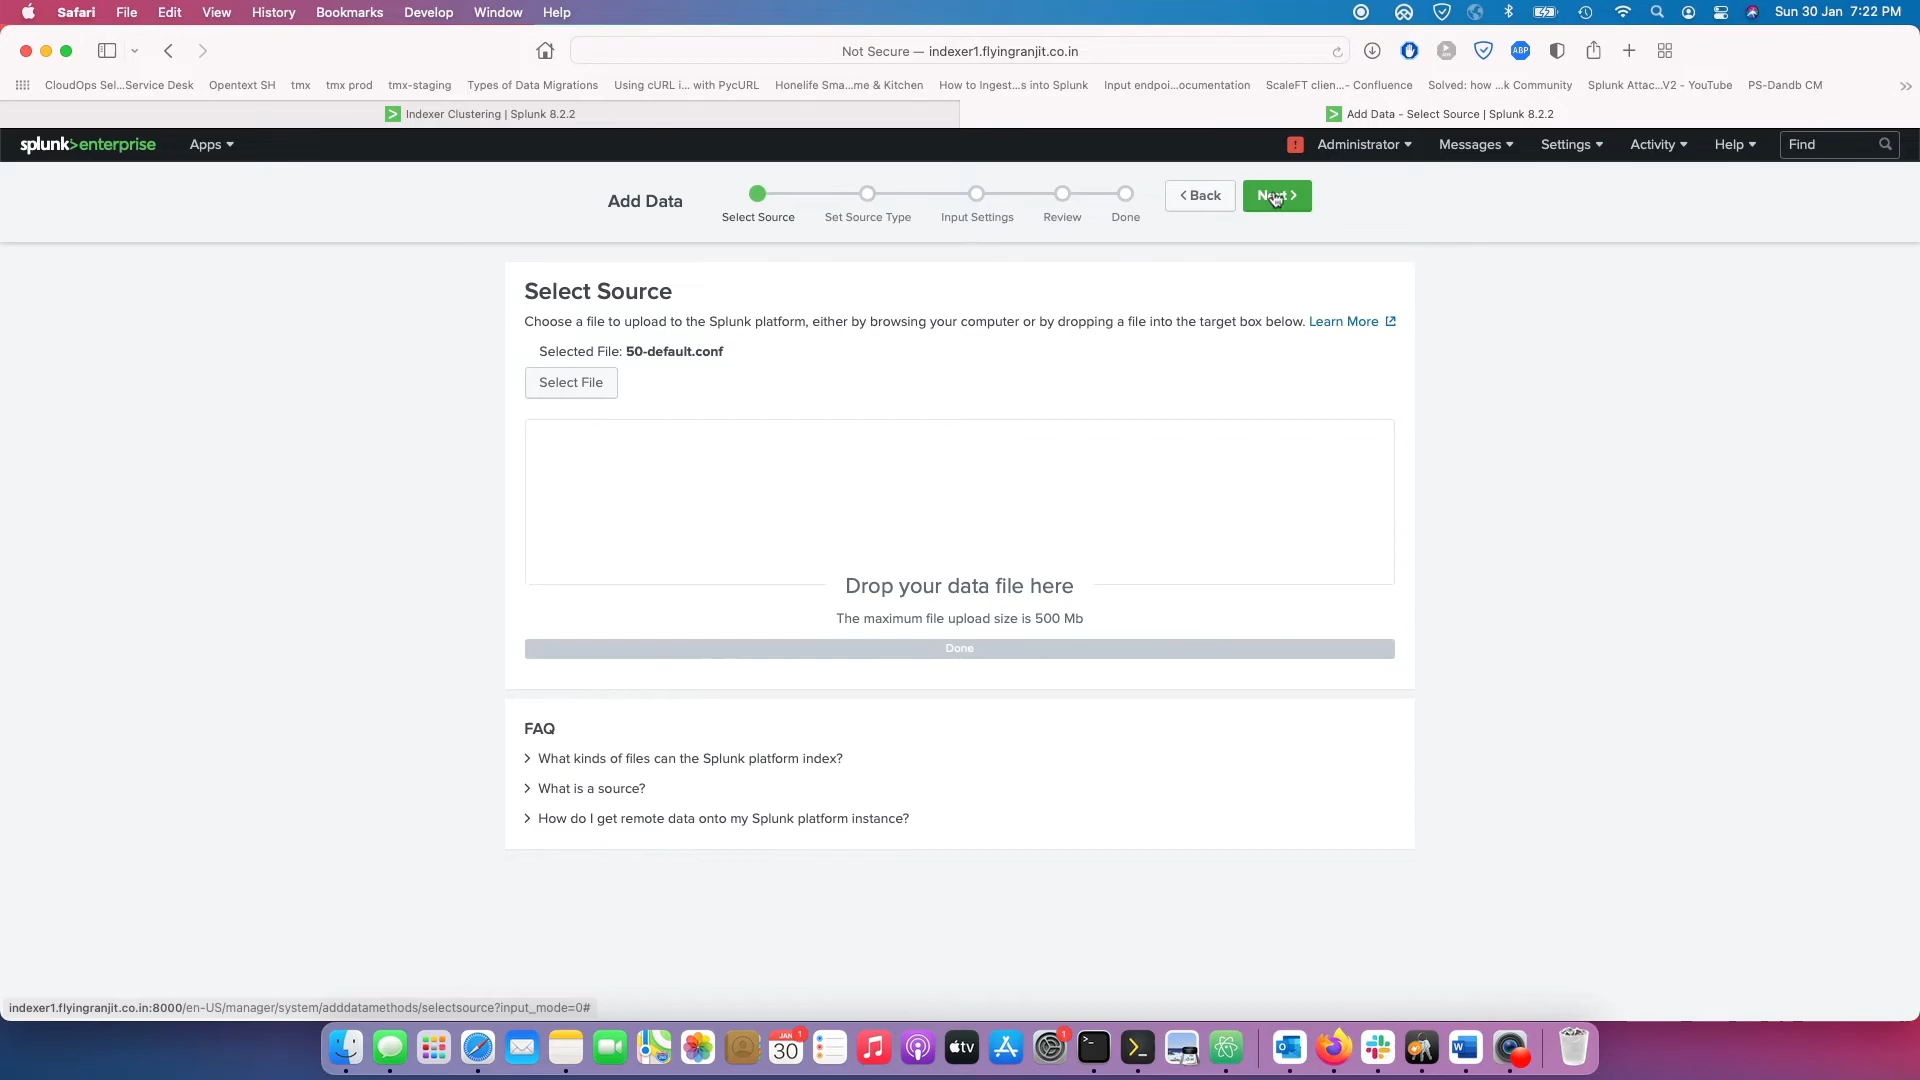 Safari File Edit View History Bookmarks Develop Window Help Sun 30 Jan 7:22 PM
Not Secure — indexer1.flyingranjit.co.in ABP
CloudOps Sel...Service Desk Opentext SH tmx tmx prod tmx-staging Types of Data Migrations Using cURL i... with PycURL Honelife Sma...me & Kitchen How to Ingest...s into Splunk Input endpoi...ocumentation ScaleFT clien...- Confluence Solved: how ...k Community Splunk Attac...V2 - YouTube PS-Dandb CM »
Indexer Clustering | Splunk 8.2.2 Add Data - Select Source | Splunk 8.2.2
splunk>enterprise Apps ! Administrator Messages Settings Activity Help Find
Add Data Select Source Set Source Type Input Settings Review Done < Back Next >
Select Source
Choose a file to upload to the Splunk platform, either by browsing your computer or by dropping a file into the target box below. Learn More
Selected File: 50-default.conf
Select File
Drop your data file here
The maximum file upload size is 500 Mb
Done
FAQ
> What kinds of files can the Splunk platform index?
> What is a source?
> How do I get remote data onto my Splunk platform instance?
indexer1.flyingranjit.co.in:8000/en-US/manager/system/adddatamethods/selectsource?input_mode=0#
JAN 1 30 tv 1